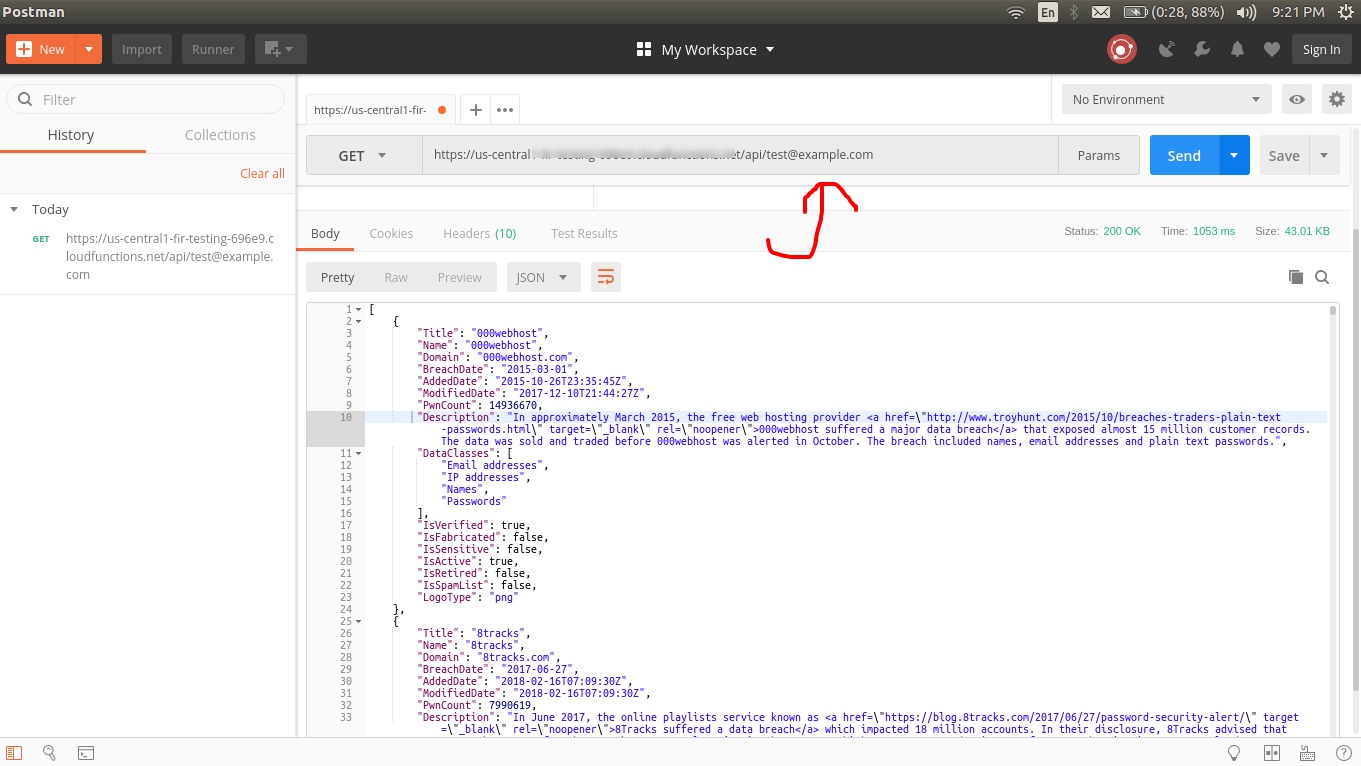 Postman
En
(0:28, 88%)
9:21 PM
New
Import
Runner
My Workspace
Sign In
Filter
History
Collections
Clear all
Today
GET
https://us-central1-fir-testing-696e9.c
loudfunctions.net/api/test@example.
com
https://us-central1-fir-
No Environment
GET
https://us-central1-fir-testing-696e9.cloudfunctions.net/api/test@example.com
Params
Send
Save
Body
Cookies
Headers (10)
Test Results
Status: 200 OK
Time: 1053 ms
Size: 43.01 KB
Pretty
Raw
Preview
JSON
1 [
2 {
3 "Title": "000webhost",
4 "Name": "000webhost",
5 "Domain": "000webhost.com",
6 "BreachDate": "2015-03-01",
7 "AddedDate": "2015-10-26T23:35:45Z",
8 "ModifiedDate": "2017-12-10T21:44:27Z",
9 "PwnCount": 14936670,
10 "Description": "In approximately March 2015, the free web hosting provider <a href=\"http://www.troyhunt.com/2015/10/breaches-traders-plain-text
-passwords.html\" target=\"_blank\" rel=\"noopener\">000webhost suffered a major data breach</a> that exposed almost 15 million customer records.
The data was sold and traded before 000webhost was alerted in October. The breach included names, email addresses and plain text passwords.",
11 "DataClasses": [
12 "Email addresses",
13 "IP addresses",
14 "Names",
15 "Passwords"
16 ],
17 "IsVerified": true,
18 "IsFabricated": false,
19 "IsSensitive": false,
20 "IsActive": true,
21 "IsRetired": false,
22 "IsSpamList": false,
23 "LogoType": "png"
24 },
25 {
26 "Title": "8tracks",
27 "Name": "8tracks",
28 "Domain": "8tracks.com",
29 "BreachDate": "2017-06-27",
30 "AddedDate": "2018-02-16T07:09:30Z",
31 "ModifiedDate": "2018-02-16T07:09:30Z",
32 "PwnCount": 7990619,
33 "Description": "In June 2017, the online playlists service known as <a href=\"https://blog.8tracks.com/2017/06/27/password-security-alert/\" target
=\"_blank\" rel=\"noopener\">8Tracks suffered a data breach</a> which impacted 18 million accounts. In their disclosure, 8Tracks advised that